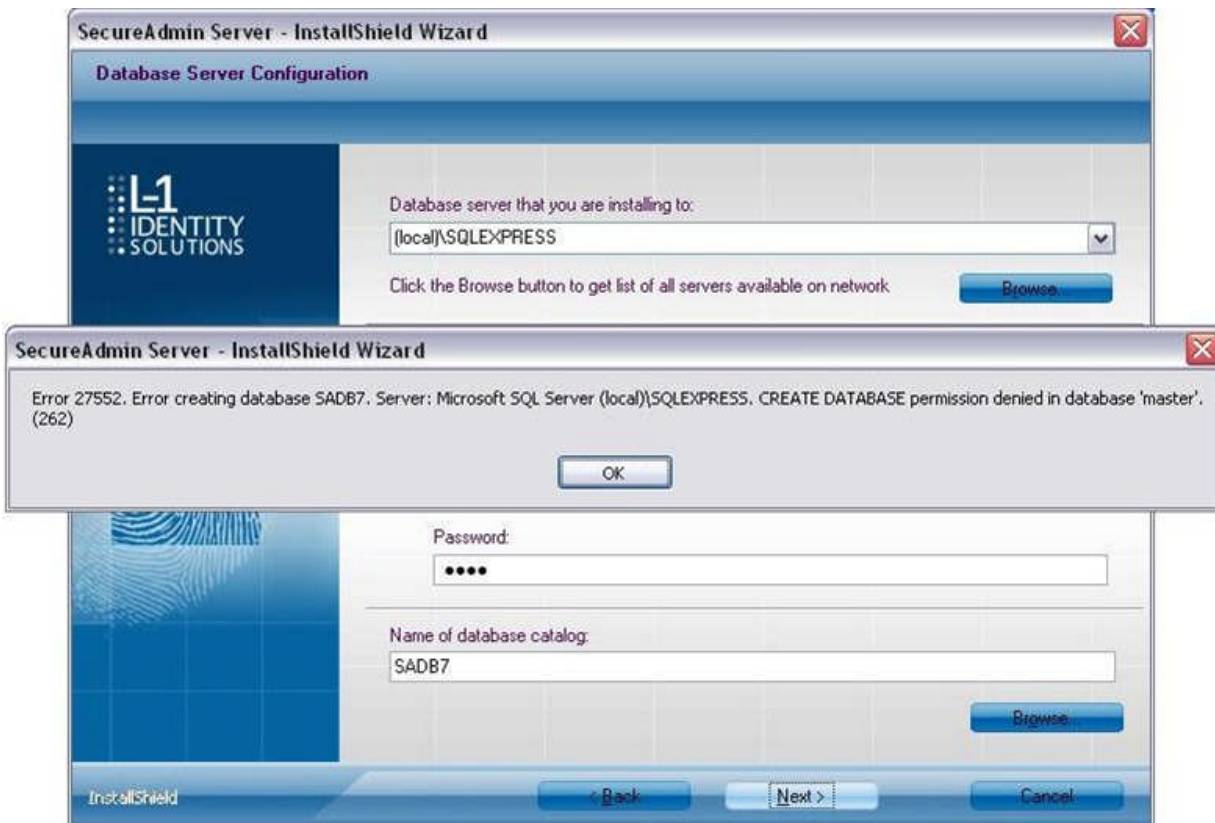 SecureAdmin Server - InstallShield Wizard
Database Server Configuration
L-1
IDENTITY
SOLUTIONS
Database server that you are installing to:
(local)\SQLEXPRESS
Click the Browse button to get list of all servers available on network
Browse...
SecureAdmin Server - InstallShield Wizard
Error 27552. Error creating database SADB7. Server: Microsoft SQL Server (local)\SQLEXPRESS. CREATE DATABASE permission denied in database 'master'.
(262)
OK
Password:
••••
Name of database catalog:
SADB7
Browse...
InstallShield
< Back
Next >
Cancel